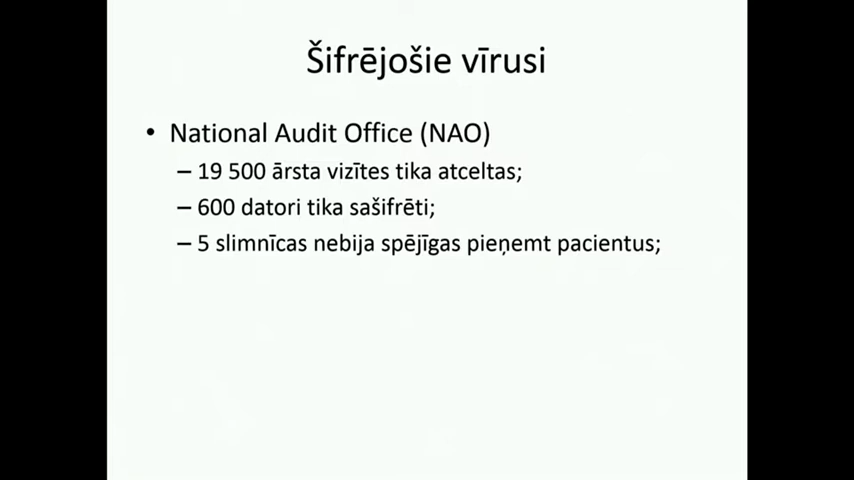 Šifrējošie vīrusi
• National Audit Office (NAO)
– 19 500 ārsta vizītes tika atceltas;
– 600 datori tika sašifrēti;
– 5 slimnīcas nebija spējīgas pieņemt pacientus;